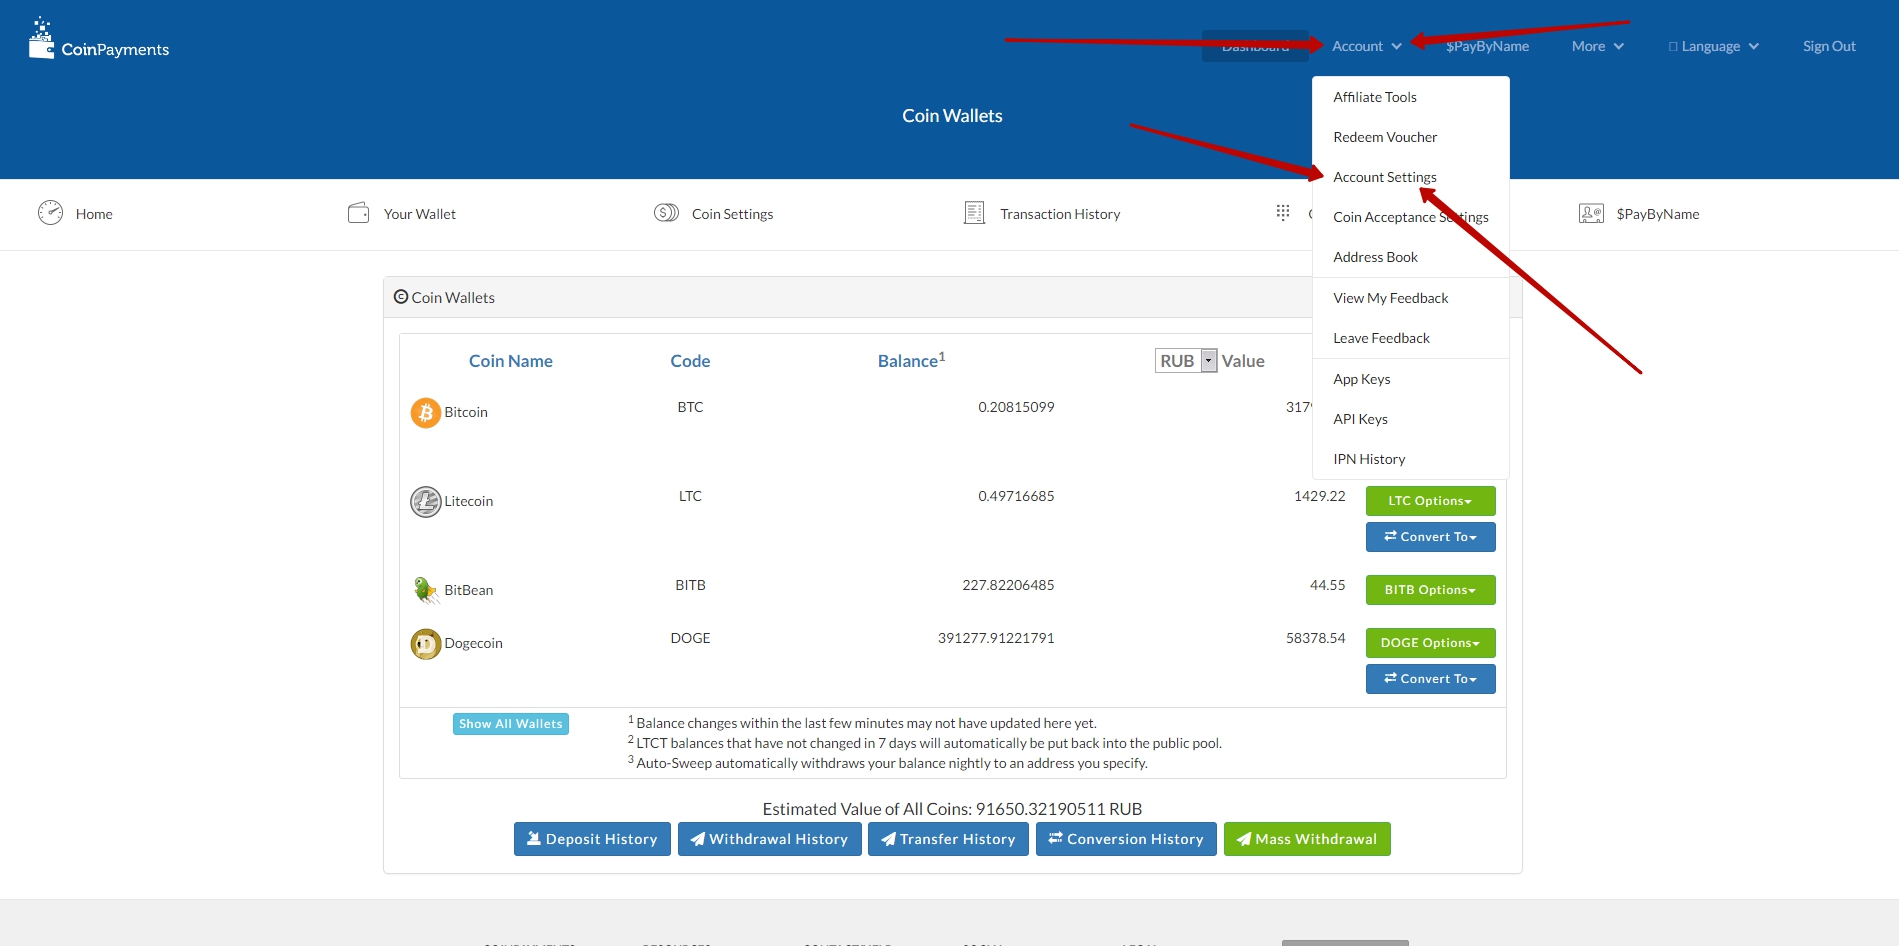 CoinPayments
Dashboard
Account
$PayByName
More
Language
Sign Out
Coin Wallets
Affiliate Tools
Redeem Voucher
Account Settings
Coin Acceptance Settings
Address Book
View My Feedback
Leave Feedback
App Keys
API Keys
IPN History
Home
Your Wallet
Coin Settings
Transaction History
$PayByName
Coin Wallets
Coin Name Code Balance1 RUB Value
Bitcoin BTC 0.20815099
Litecoin LTC 0.49716685 1429.22 LTC Options
Convert To
BitBean BITB 227.82206485 44.55 BITB Options
Dogecoin DOGE 391277.91221791 58378.54 DOGE Options
Convert To
Show All Wallets
1 Balance changes within the last few minutes may not have updated here yet.
2 LTCT balances that have not changed in 7 days will automatically be put back into the public pool.
3 Auto-Sweep automatically withdraws your balance nightly to an address you specify.
Estimated Value of All Coins: 91650.32190511 RUB
Deposit History
Withdrawal History
Transfer History
Conversion History
Mass Withdrawal